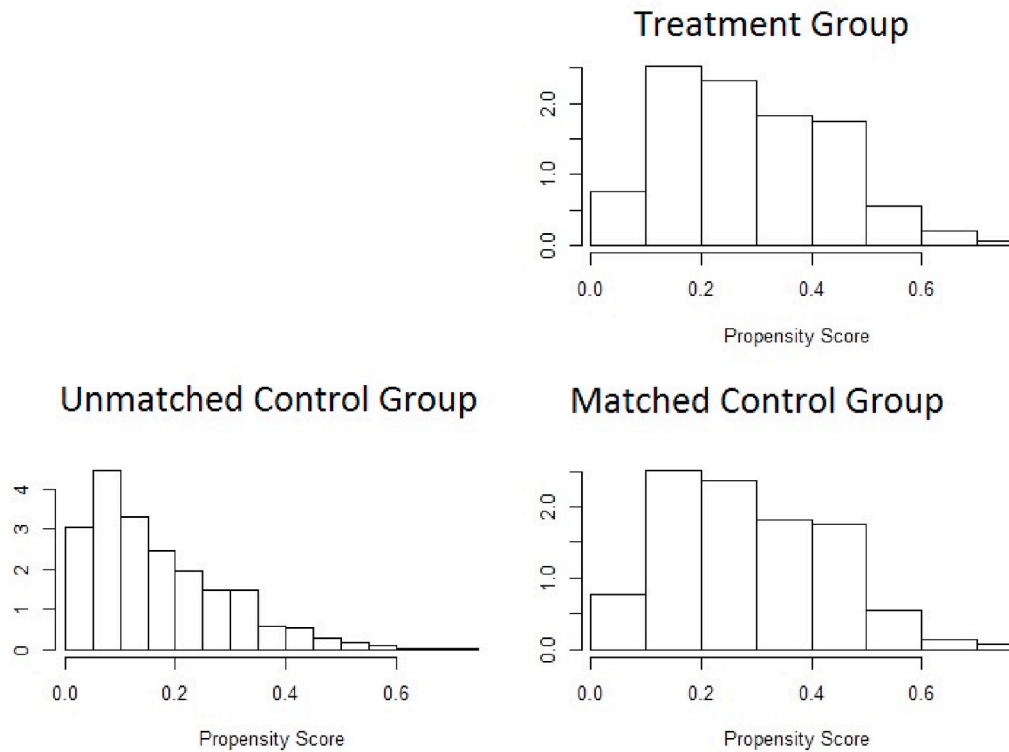 Treatment Group
2.0
1.0
0.0
0.0 0.2 0.4 0.6
Propensity Score
Unmatched Control Group
4
3
2
1
0
0.0 0.2 0.4 0.6
Propensity Score
Matched Control Group
2.0
1.0
0.0
0.0 0.2 0.4 0.6
Propensity Score